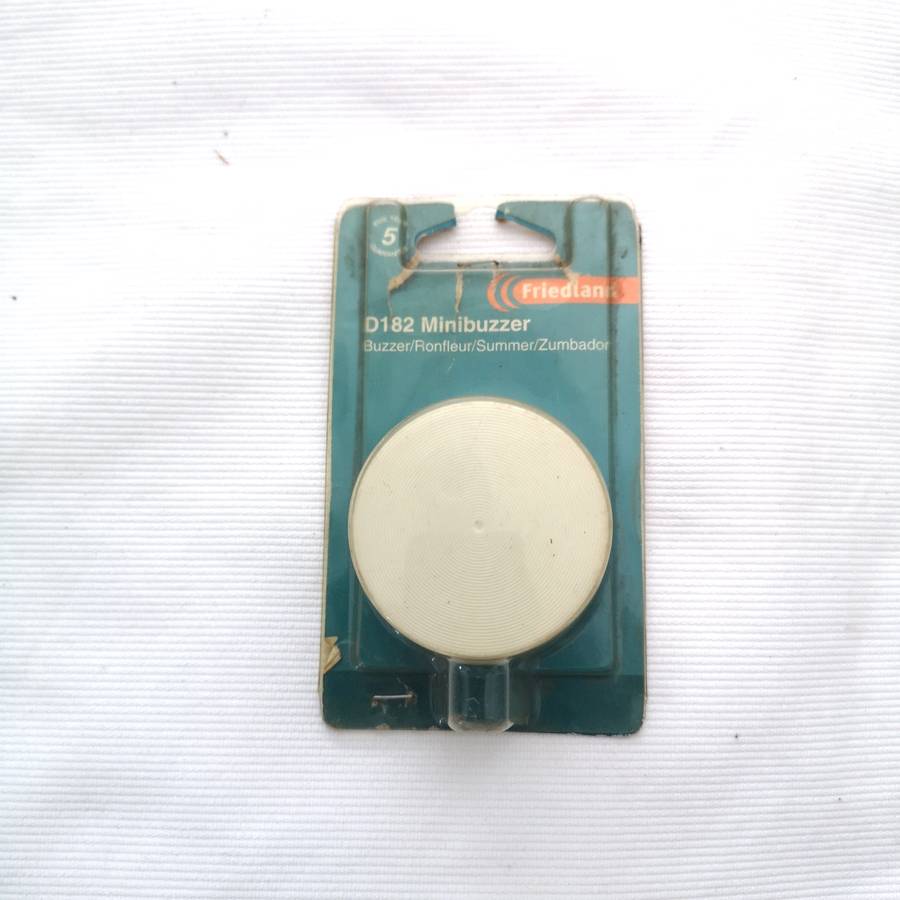 5
Friedland
D182 Minibuzzer
Buzzer/Ronfleur/Summer/Zumbador